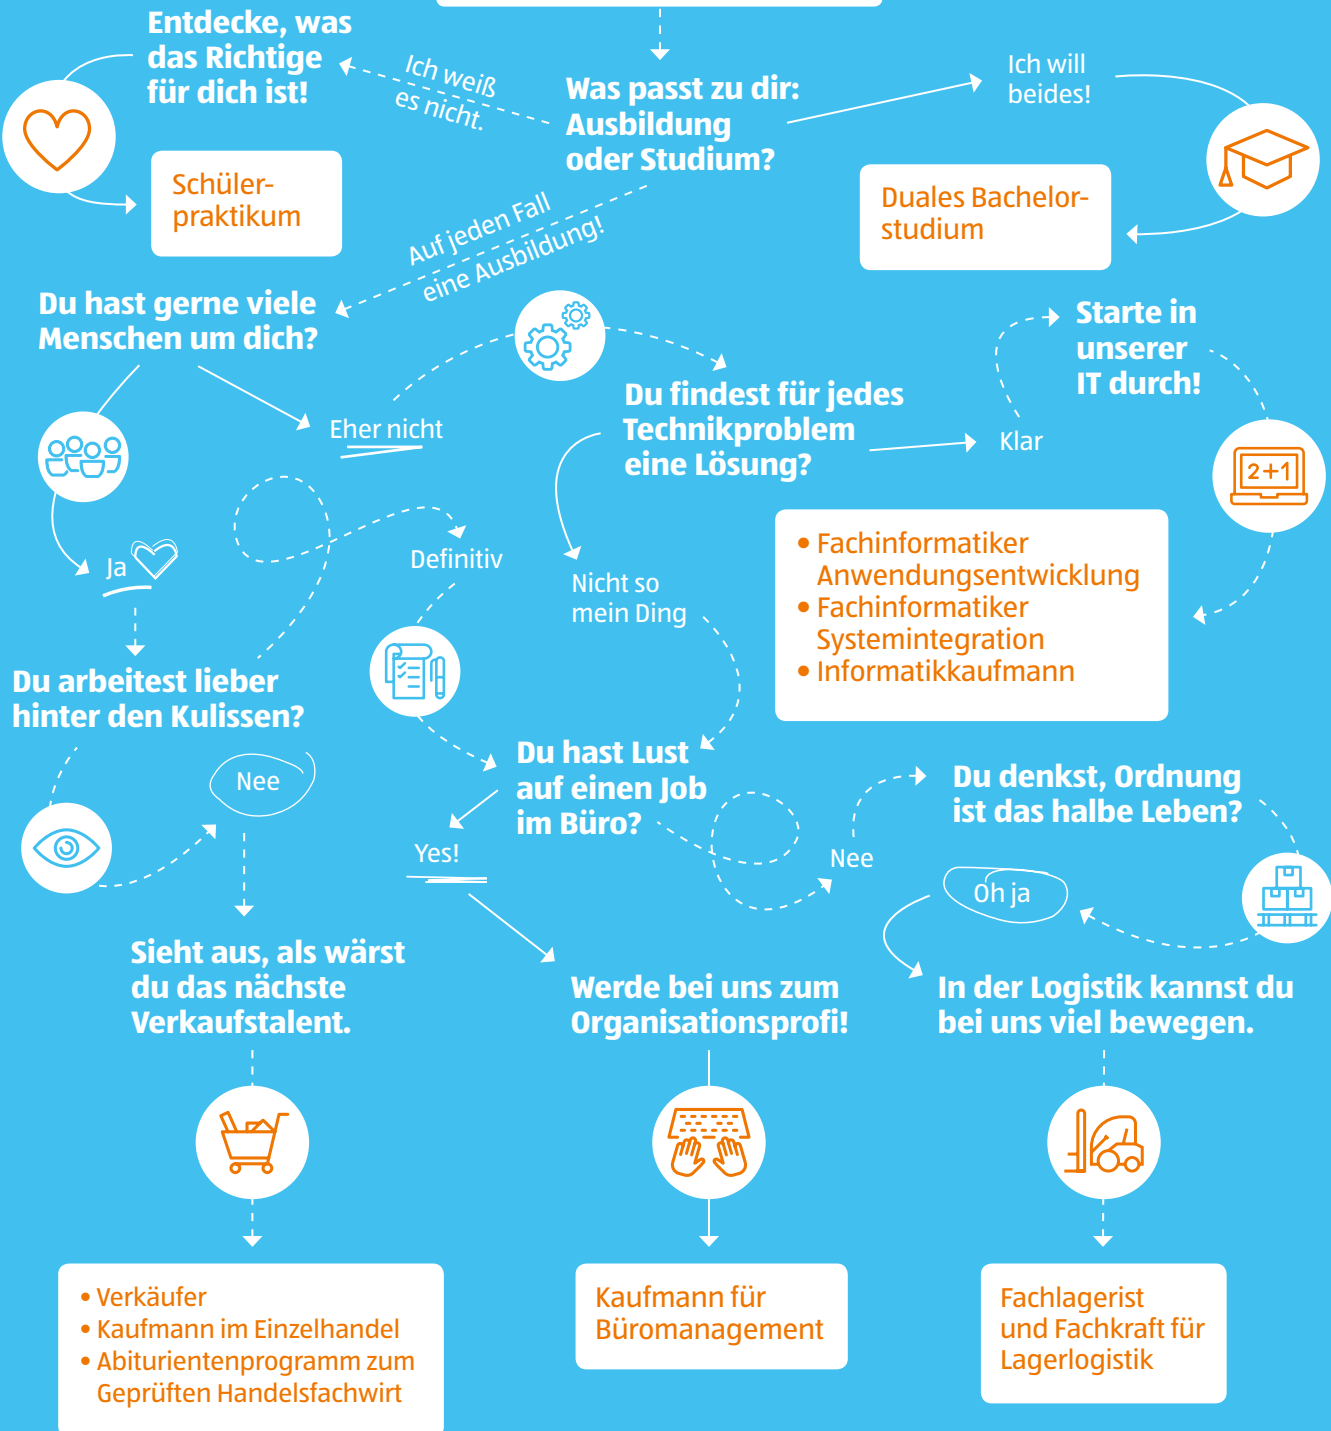 Entdecke, was
das Richtige
für dich ist!
Ich weiß
es nicht.
Was passt zu dir:
Ausbildung
oder Studium?
Ich will
beides!
Schüler-
praktikum
Duales Bachelor-
studium
Auf jeden Fall
eine Ausbildung!
Du hast gerne viele
Menschen um dich?
Eher nicht
Du findest für jedes
Technikproblem
eine Lösung?
Klar
Starte in
unserer
IT durch!
2+1
• Fachinformatiker
Anwendungsentwicklung
• Fachinformatiker
Systemintegration
• Informatikkaufmann
Ja
Definitiv
Nicht so
mein Ding
Du arbeitest lieber
hinter den Kulissen?
Nee
Du hast Lust
auf einen Job
im Büro?
Yes!
Nee
Du denkst, Ordnung
ist das halbe Leben?
Oh ja
Sieht aus, als wärst
du das nächste
Verkaufstalent.
Werde bei uns zum
Organisationsprofi!
In der Logistik kannst du
bei uns viel bewegen.
• Verkäufer
• Kaufmann im Einzelhandel
• Abiturientenprogramm zum
Geprüften Handelsfachwirt
Kaufmann für
Büromanagement
Fachlagerist
und Fachkraft für
Lagerlogistik